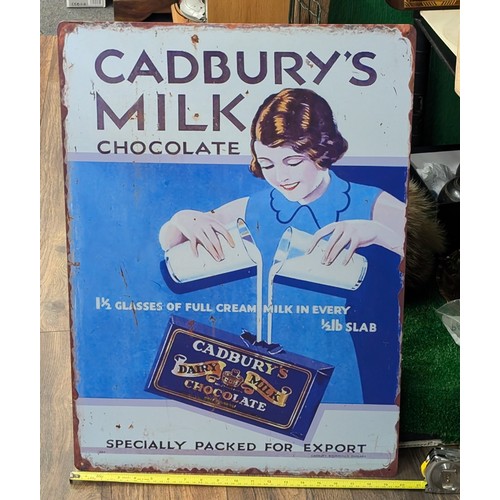 CADBURY'S
MILK
CHOCOLATE
1½ GLASSES OF FULL CREAM MILK IN EVERY
½lb SLAB
CADBURY'S
DAIRY MILK
CHOCOLATE
SPECIALLY PACKED FOR EXPORT